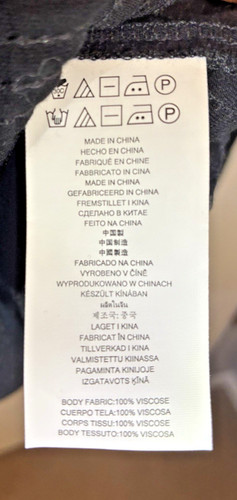 MADE IN CHINA
HECHO EN CHINA
FABRIQUÉ EN CHINE
FABBRICATO IN CINA
MADE IN CHINA
GEFABRICEERD IN CHINA
FREMSTILLET I KINA
СДЕЛАНО В КИТАЕ
FEITO NA CHINA
中国製
中国制造
中國製造
FABRICADO NA CHINA
VYROBENO V ČÍNĚ
WYPRODUKOWANO W CHINACH
KÉSZÜLT KÍNÁBAN
ผลิตในจีน
제조국: 중국
LAGET I KINA
FABRICAT ÎN CHINA
TILLVERKAD I KINA
VALMISTETTU KIINASSA
PAGAMINTA KINIJOJE
IZGATAVOTS ĶĪNĀ
BODY FABRIC:100% VISCOSE
CUERPO TELA:100% VISCOSA
CORPS TISSU:100% VISCOSE
BODY TESSUTO:100% VISCOSA